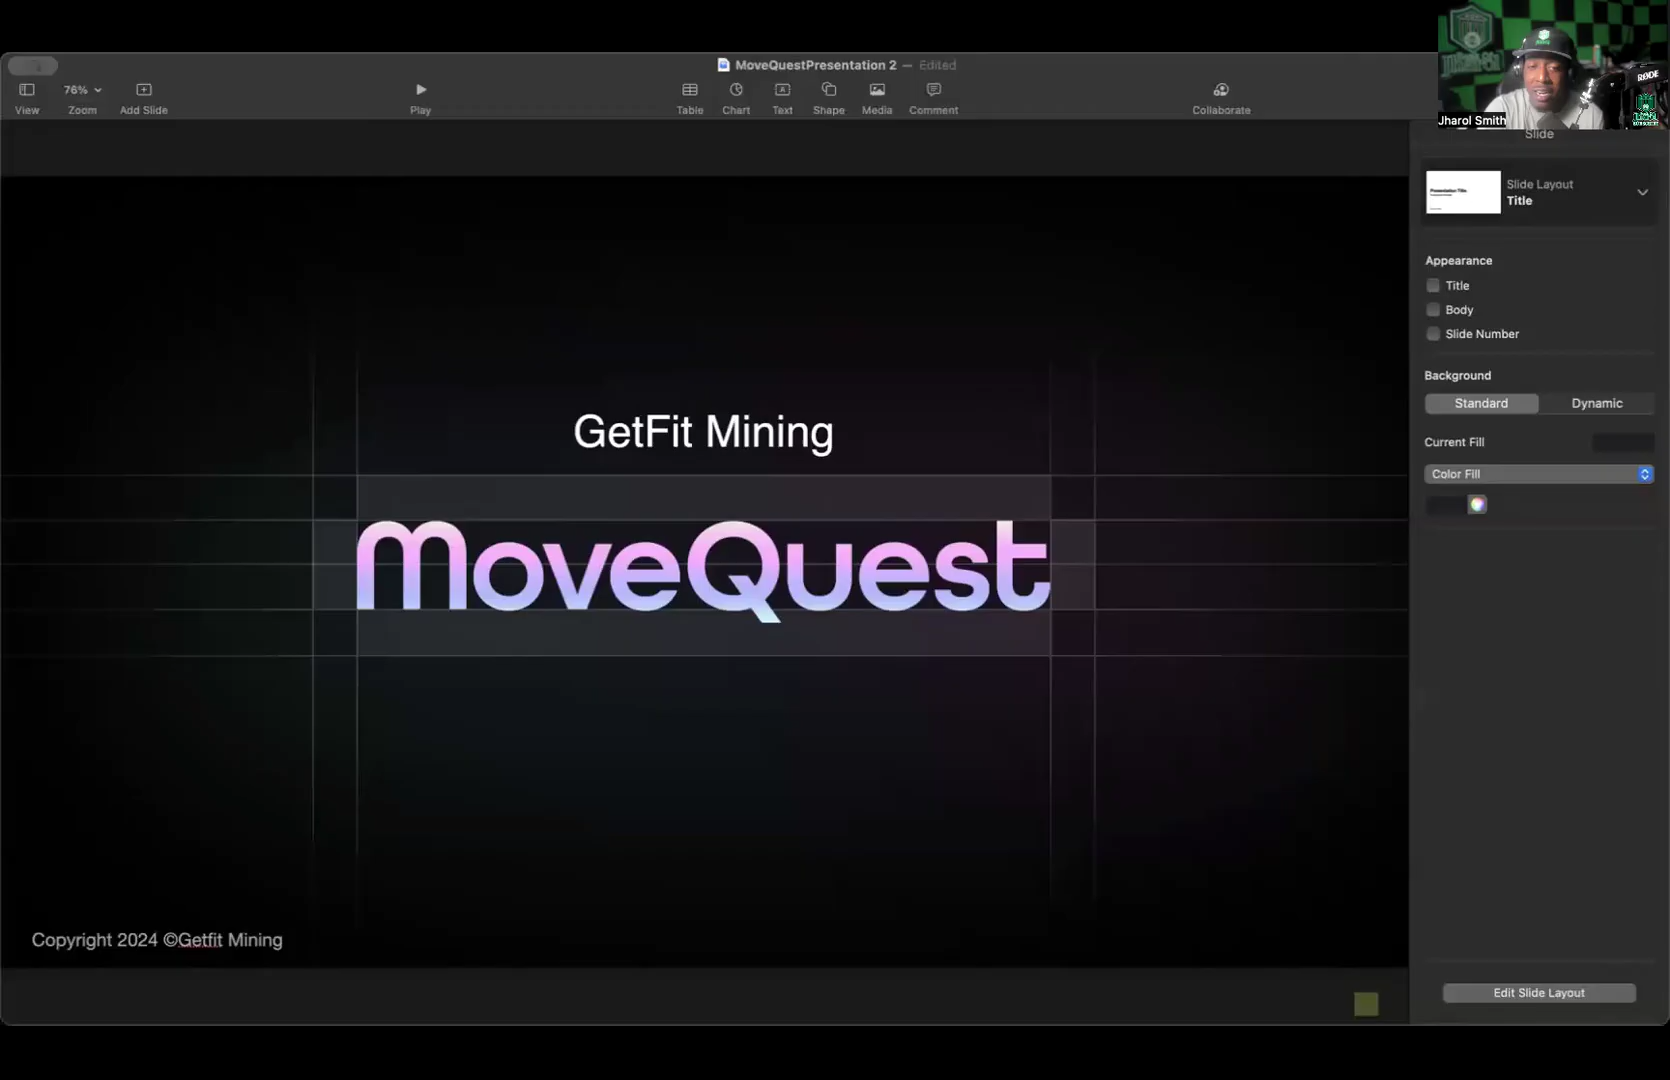 MoveQuestPresentation 2 — Edited
76%
View
Zoom
Add Slide
Play
Table
Chart
Text
Shape
Media
Comment
Collaborate
RØDE
Jharol Smith
Slide
Slide Layout
Title
Appearance
Title
Body
Slide Number
Background
Standard
Dynamic
Current Fill
Color Fill
Edit Slide Layout
GetFit Mining
MoveQuest
Copyright 2024 ©Getfit Mining